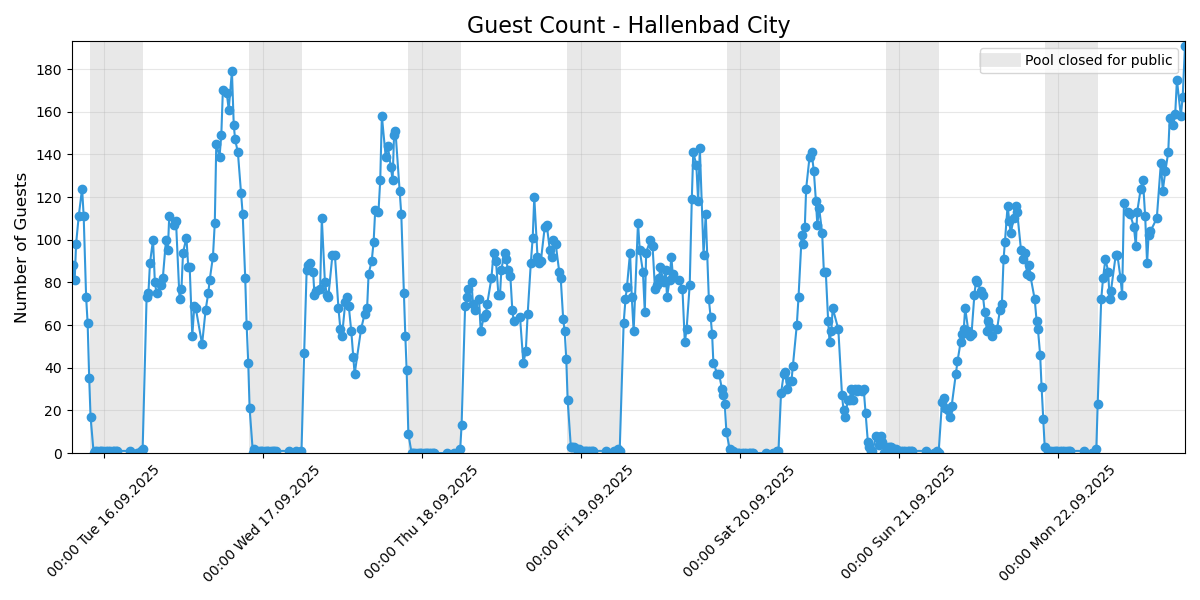 Guest Count - Hallenbad City
Pool closed for public
Number of Guests
180
160
140
120
100
80
60
40
20
0
00:00 Tue 16.09.2025
00:00 Wed 17.09.2025
00:00 Thu 18.09.2025
00:00 Fri 19.09.2025
00:00 Sat 20.09.2025
00:00 Sun 21.09.2025
00:00 Mon 22.09.2025